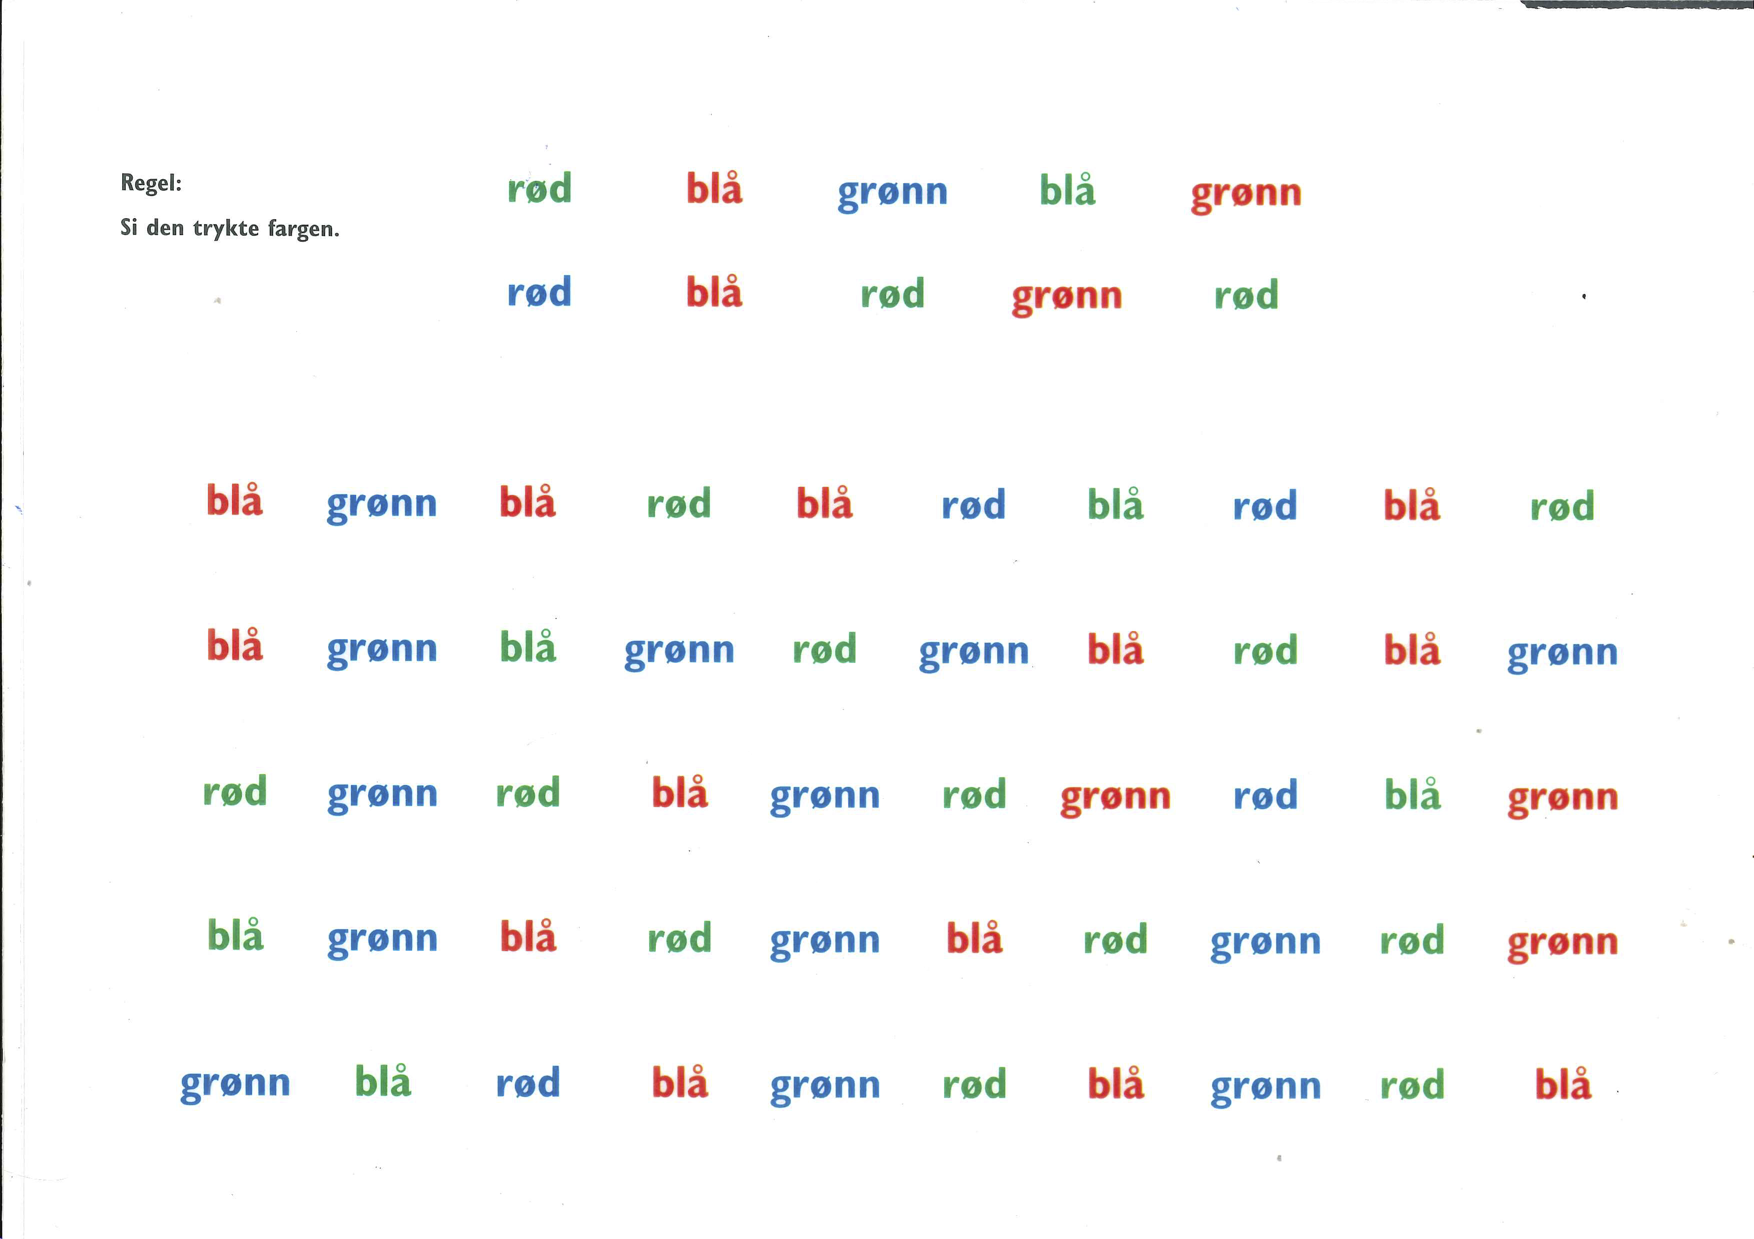 Regel:
Si den trykte fargen.
rød blå grønn blå grønn
rød blå rød grønn rød
blå grønn blå rød blå rød blå rød blå rød
blå grønn blå grønn rød grønn blå rød blå grønn
rød grønn rød blå grønn rød grønn rød blå grønn
blå grønn blå rød grønn blå rød grønn rød grønn
grønn blå rød blå grønn rød blå grønn rød blå